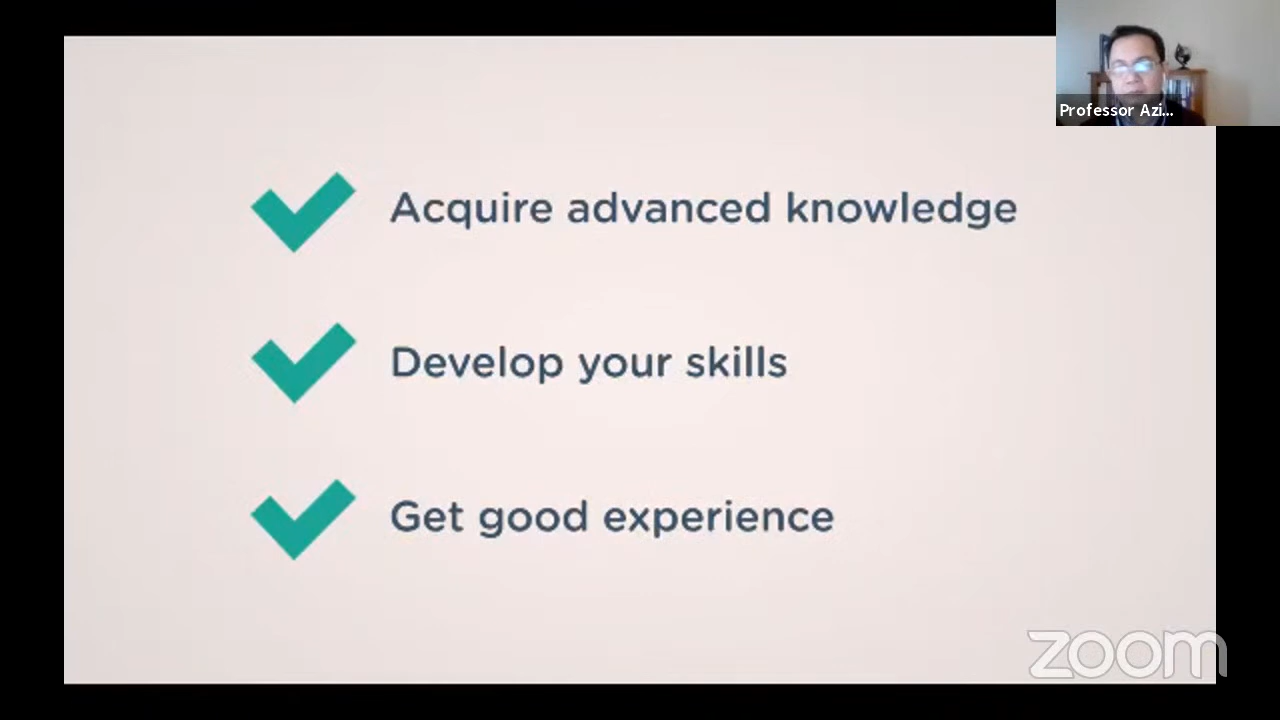 Professor Azi...
Acquire advanced knowledge
Develop your skills
Get good experience
zoom